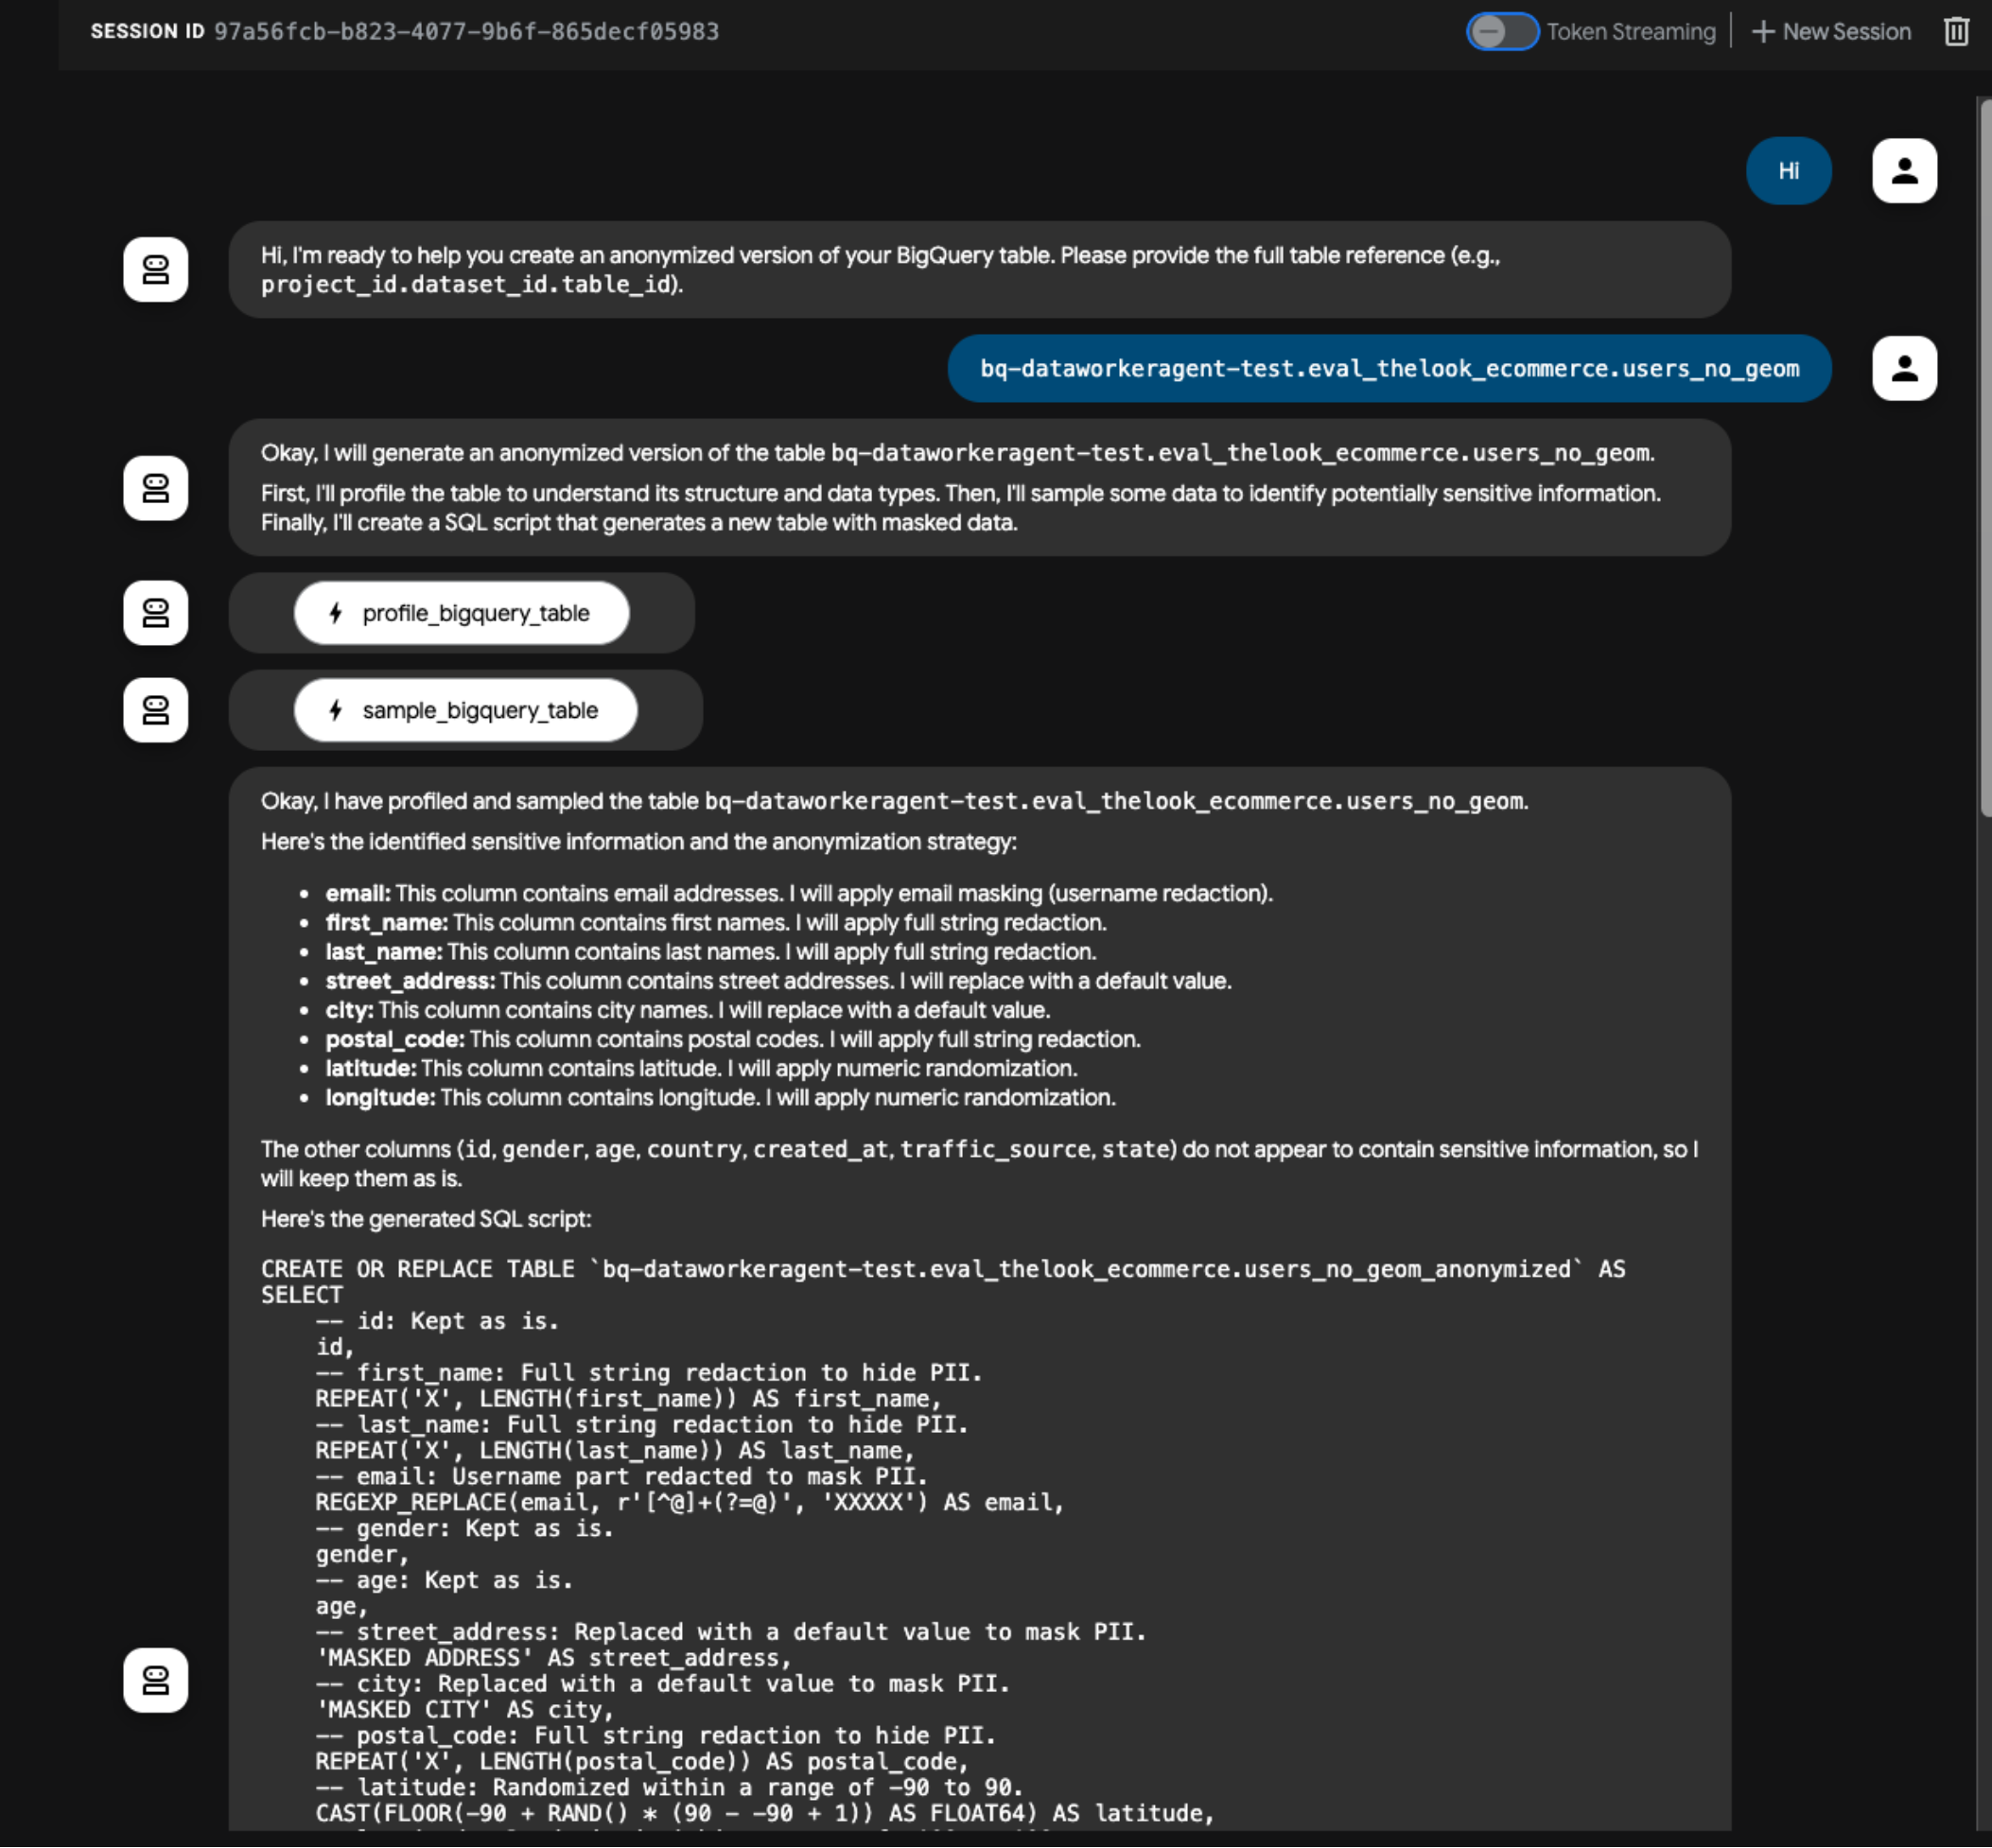 SESSION ID 97a56fcb-b823-4077-9b6f-865decf05983 Token Streaming New Session
Hi
Hi, I'm ready to help you create an anonymized version of your BigQuery table. Please provide the full table reference (e.g.,
project_id.dataset_id.table_id).
bq-dataworkeragent-test.eval_thelook_ecommerce.users_no_geom
Okay, I will generate an anonymized version of the table bq-dataworkeragent-test.eval_thelook_ecommerce.users_no_geom.
First, I'll profile the table to understand its structure and data types. Then, I'll sample some data to identify potentially sensitive information.
Finally, I'll create a SQL script that generates a new table with masked data.
profile_bigquery_table
sample_bigquery_table
Okay, I have profiled and sampled the table bq-dataworkeragent-test.eval_thelook_ecommerce.users_no_geom.
Here's the identified sensitive information and the anonymization strategy:
• email: This column contains email addresses. I will apply email masking (username redaction).
• first_name: This column contains first names. I will apply full string redaction.
• last_name: This column contains last names. I will apply full string redaction.
• street_address: This column contains street addresses. I will replace with a default value.
• city: This column contains city names. I will replace with a default value.
• postal_code: This column contains postal codes. I will apply full string redaction.
• latitude: This column contains latitude. I will apply numeric randomization.
• longitude: This column contains longitude. I will apply numeric randomization.
The other columns (id, gender, age, country, created_at, traffic_source, state) do not appear to contain sensitive information, so I
will keep them as is.
Here's the generated SQL script:
CREATE OR REPLACE TABLE `bq-dataworkeragent-test.eval_thelook_ecommerce.users_no_geom_anonymized` AS
SELECT
-- id: Kept as is.
id,
-- first_name: Full string redaction to hide PII.
REPEAT('X', LENGTH(first_name)) AS first_name,
-- last_name: Full string redaction to hide PII.
REPEAT('X', LENGTH(last_name)) AS last_name,
-- email: Username part redacted to mask PII.
REGEXP_REPLACE(email, r'[^@]+(?=@)', 'XXXXX') AS email,
-- gender: Kept as is.
gender,
-- age: Kept as is.
age,
-- street_address: Replaced with a default value to mask PII.
'MASKED ADDRESS' AS street_address,
-- city: Replaced with a default value to mask PII.
'MASKED CITY' AS city,
-- postal_code: Full string redaction to hide PII.
REPEAT('X', LENGTH(postal_code)) AS postal_code,
-- latitude: Randomized within a range of -90 to 90.
CAST(FLOOR(-90 + RAND() * (90 - -90 + 1)) AS FLOAT64) AS latitude,